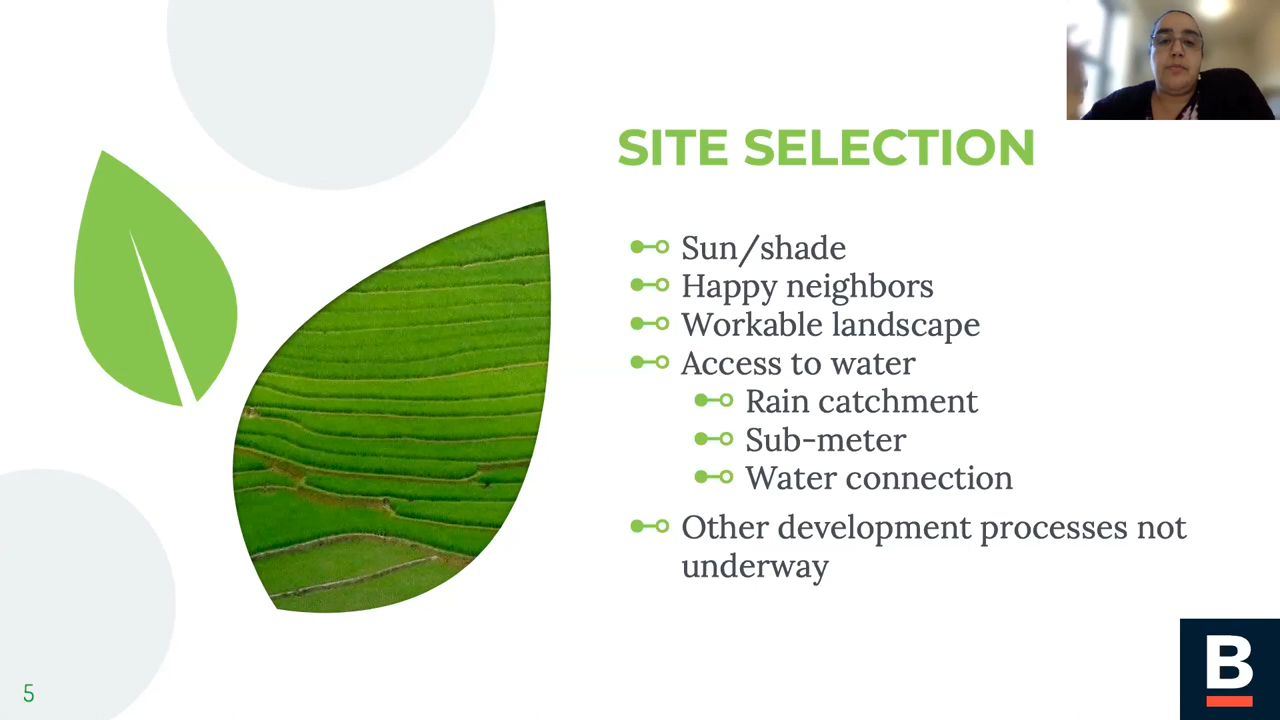 SITE SELECTION
Sun/shade
Happy neighbors
Workable landscape
Access to water
Rain catchment
Sub-meter
Water connection
Other development processes not
underway
B
5